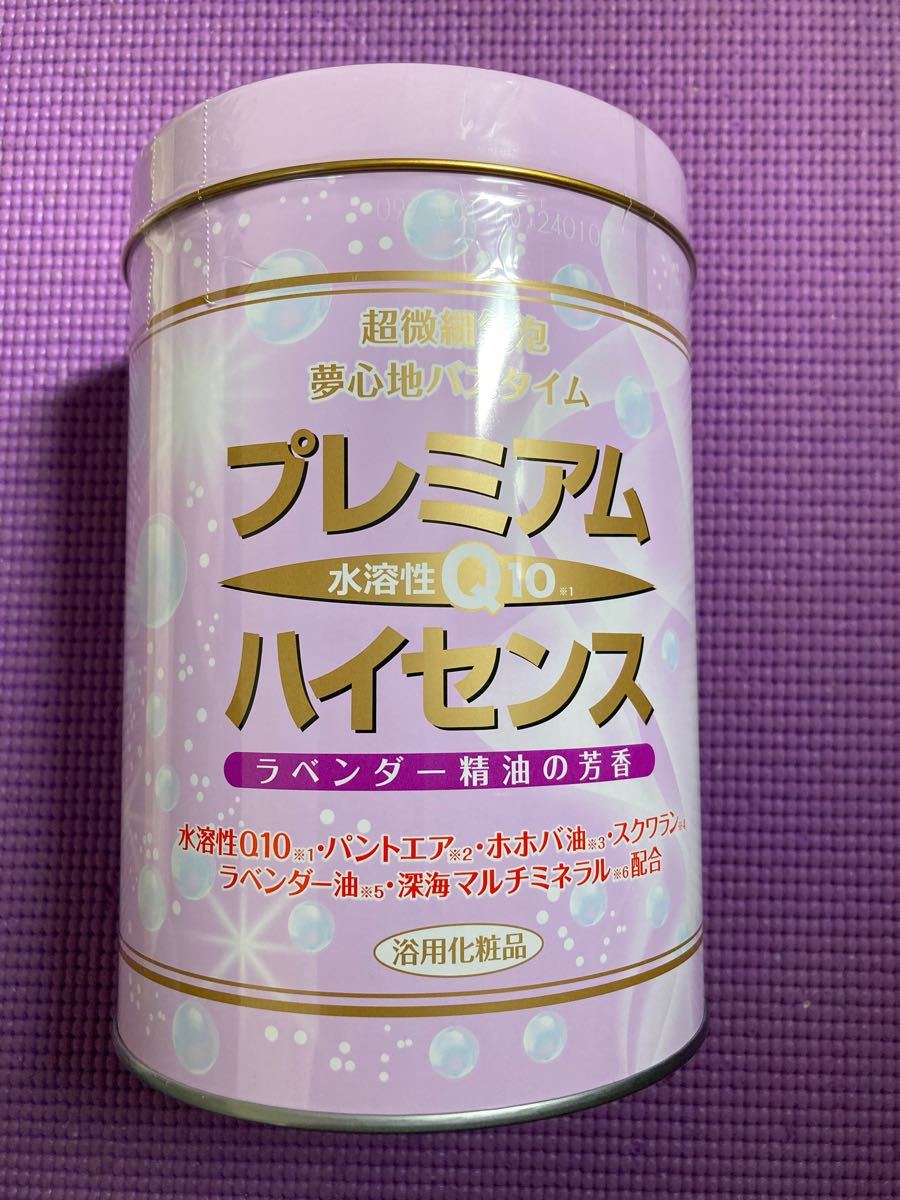 超微細気泡
夢心地バスタイム
プレミアム
水溶性Q10※1
ハイセンス
ラベンダー精油の芳香
水溶性Q10※1・パントエア※2・ホホバ油※3・スクワラン※4
ラベンダー油※5・深海マルチミネラル※6配合
浴用化粧品